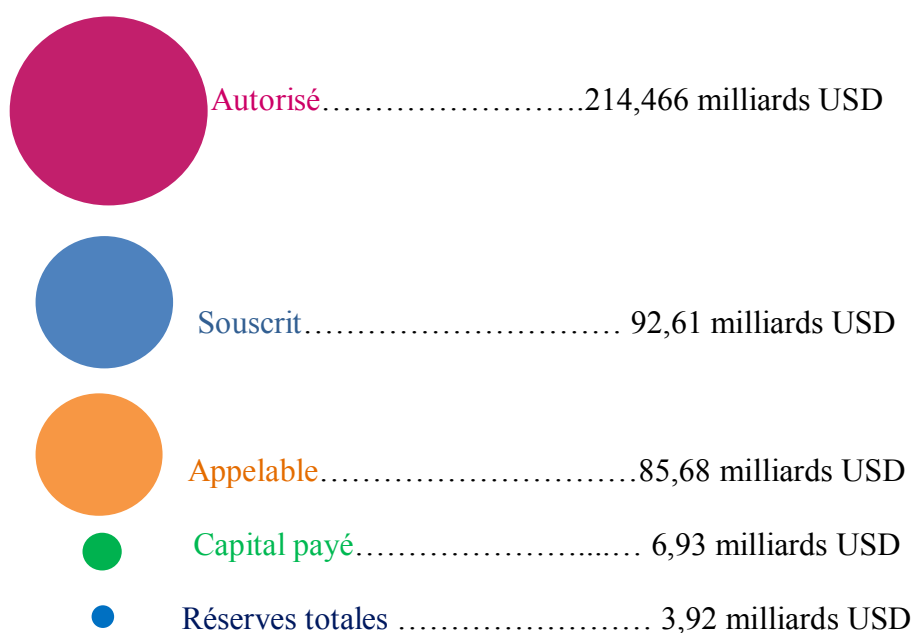 Autorisé…………………….214,466 milliards USD
Souscrit………………………… 92,61 milliards USD
Appelable…………………………85,68 milliards USD
Capital payé…………………....… 6,93 milliards USD
Réserves totales …………………… 3,92 milliards USD